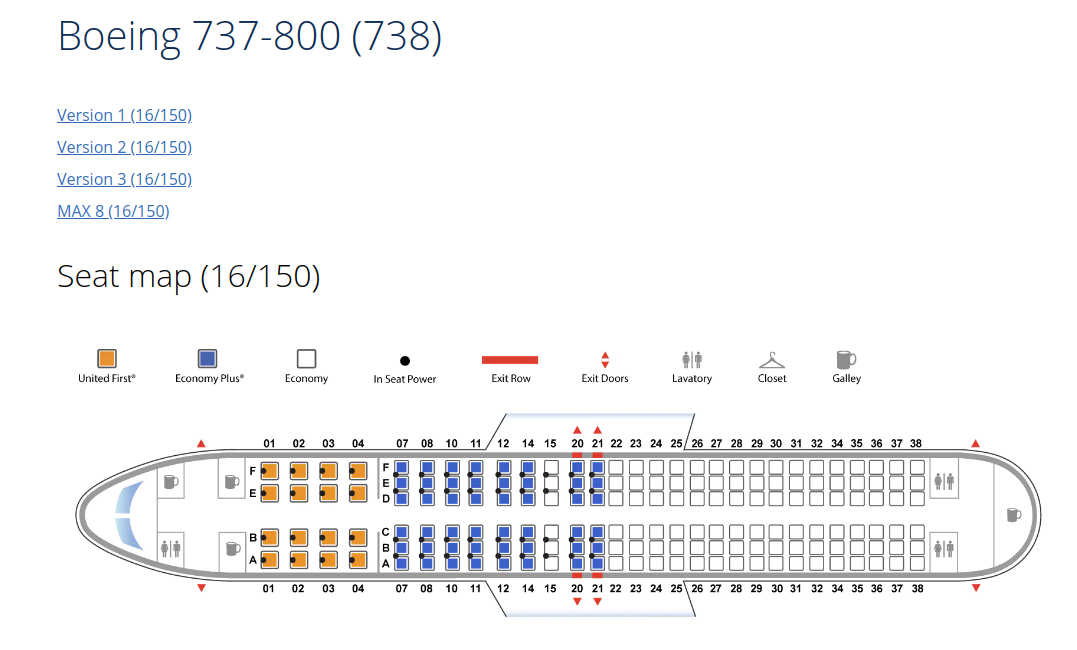 Boeing 737-800 (738)
Version 1 (16/150)
Version 2 (16/150)
Version 3 (16/150)
MAX 8 (16/150)
Seat map (16/150)
United First® Economy Plus® Economy In Seat Power Exit Row Exit Doors Lavatory Closet Galley
01 02 03 04 07 08 10 11 12 14 15 20 21 22 23 24 25 26 27 28 29 30 31 32 34 35 36 37 38
F F
E E
D
B C
A B
A
01 02 03 04 07 08 10 11 12 14 15 20 21 22 23 24 25 26 27 28 29 30 31 32 34 35 36 37 38